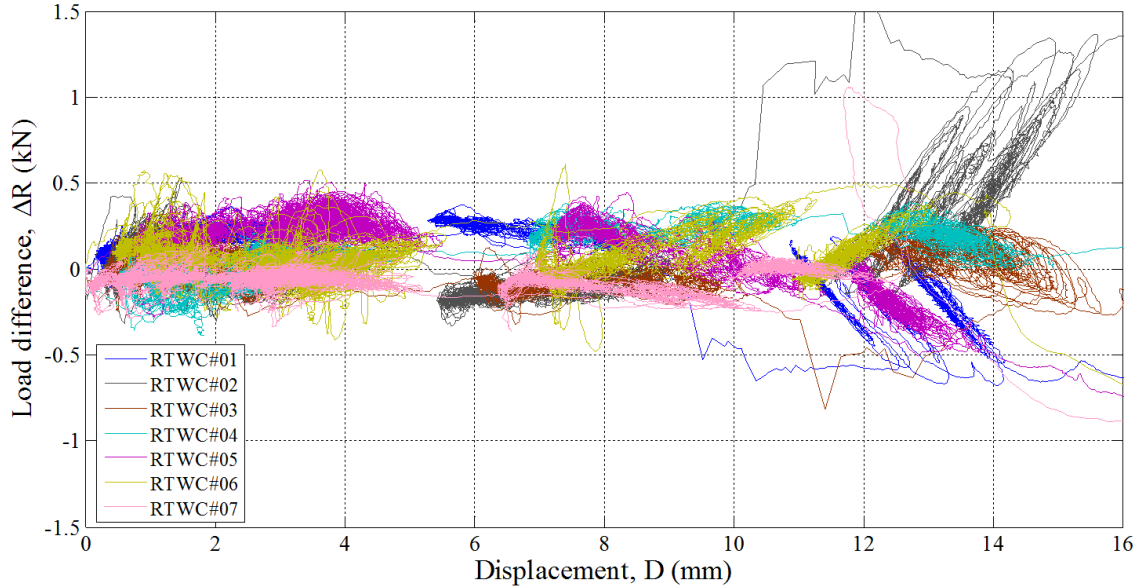 Load difference, ΔR (kN)
1.5
1
0.5
0
-0.5
-1
-1.5
RTWC#01
RTWC#02
RTWC#03
RTWC#04
RTWC#05
RTWC#06
RTWC#07
0 2 4 6 8 10 12 14 16
Displacement, D (mm)